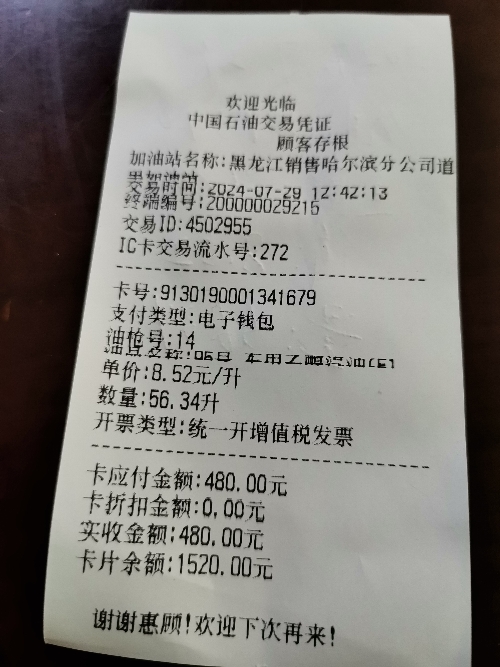 欢迎光临
中国石油交易凭证
顾客存根
加油站名称:黑龙江销售哈尔滨分公司道
交易时间:2024-07-29 12:42:13
终端编号:200000029216
交易ID:4502955
IC卡交易流水号:272
卡号:9130190001341679
支付类型:电子钱包
油枪号:14
单价:8.52元/升
数量:56.34升
开票类型:统一开增值税发票
卡应付金额:480.00元
卡折扣金额:0.00元
实收金额:480.00元
卡片余额:1520.00元
谢谢惠顾!欢迎下次再来!